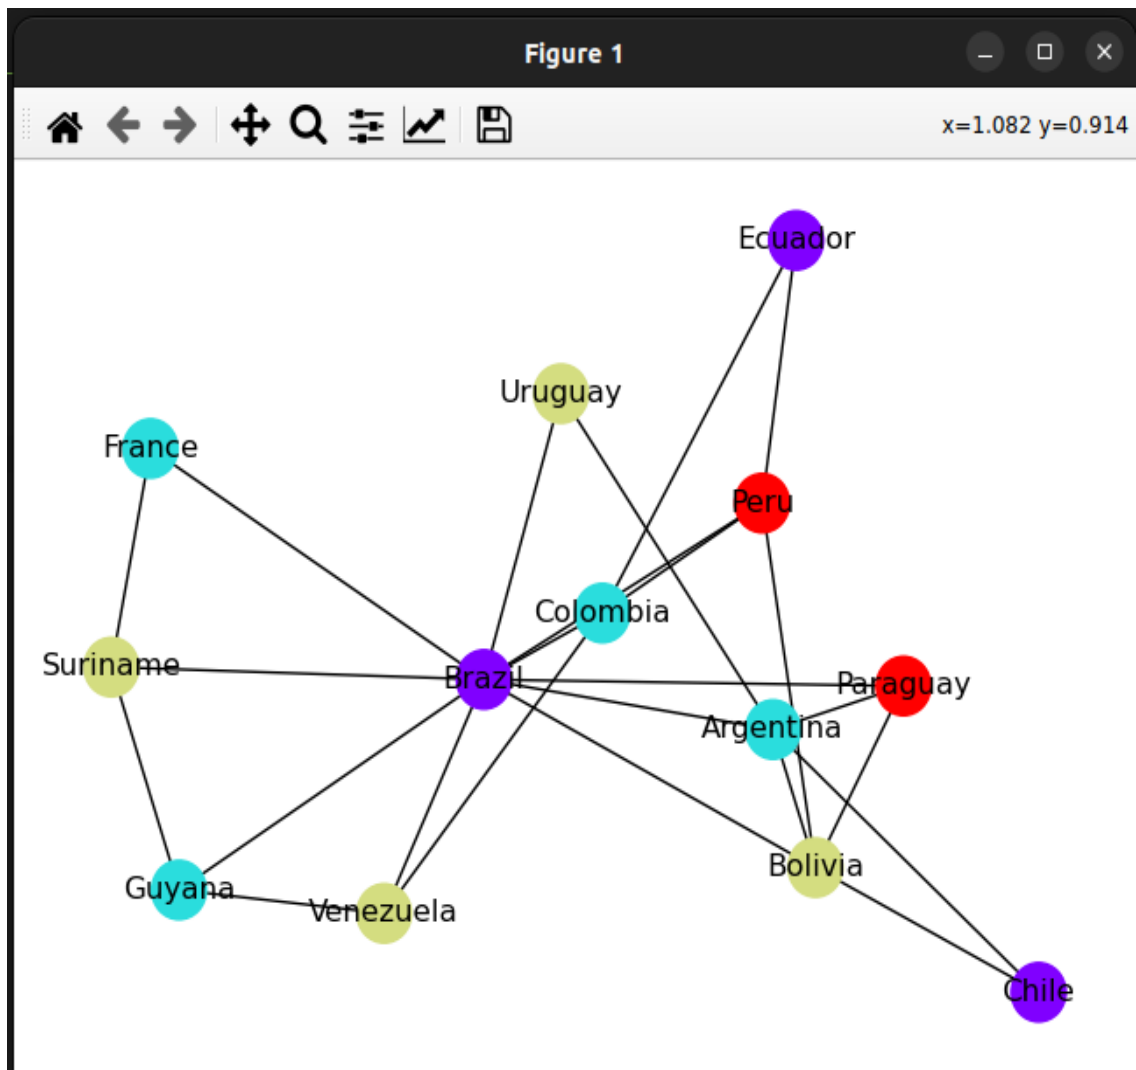 Figure 1
x=1.082 y=0.914
Ecuador
Uruguay
France
Peru
Colombia
Suriname
Brazil
Paraguay
Argentina
Bolivia
Guyana
Venezuela
Chile